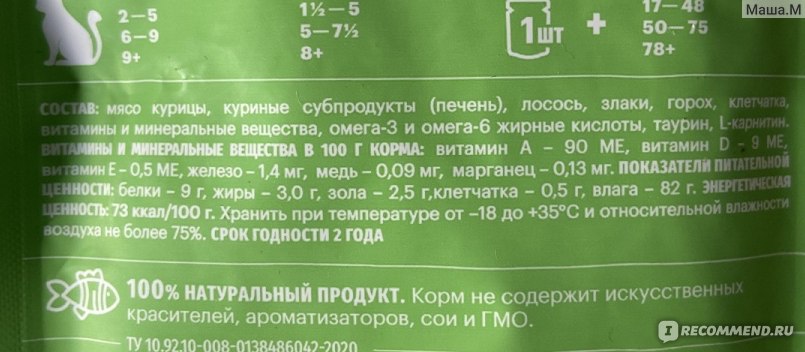 Маша.М
2–5 1½–5 17–48
6–9 5–7½ 1 ШТ + 50–75
9+ 8+ 78+
СОСТАВ: мясо курицы, куриные субпродукты (печень), лосось, злаки, горох, клетчатка,
витамины и минеральные вещества, омега-3 и омега-6 жирные кислоты, таурин, L-карнитин.
ВИТАМИНЫ И МИНЕРАЛЬНЫЕ ВЕЩЕСТВА В 100 Г КОРМА: витамин А – 90 МЕ, витамин D – 9 МЕ,
витамин Е – 0,5 МЕ, железо – 1,4 мг, медь – 0,09 мг, марганец – 0,13 мг. ПОКАЗАТЕЛИ ПИТАТЕЛЬНОЙ
ЦЕННОСТИ: белки – 9 г, жиры – 3,0 г, зола – 2,5 г,клетчатка – 0,5 г, влага – 82 г. ЭНЕРГЕТИЧЕСКАЯ
ЦЕННОСТЬ: 73 ккал/100 г. Хранить при температуре от –18 до +35°С и относительной влажности
воздуха не более 75%. СРОК ГОДНОСТИ 2 ГОДА
100% НАТУРАЛЬНЫЙ ПРОДУКТ. Корм не содержит искусственных
красителей, ароматизаторов, сои и ГМО.
ТУ 10.92.10-008-0138486042-2020
I RECOMMEND.RU